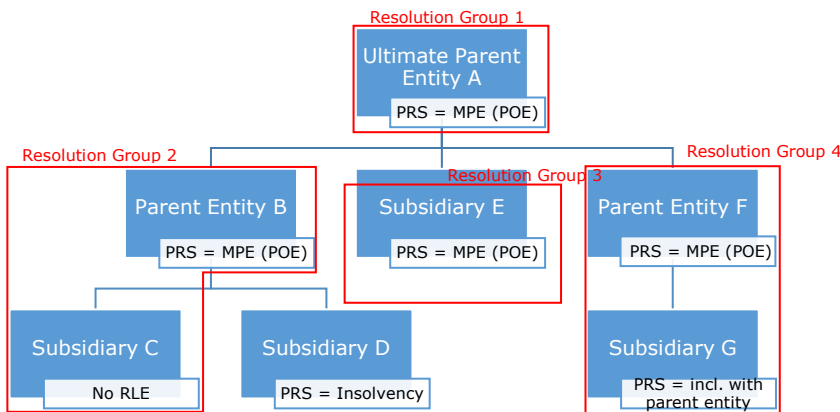 Resolution Group 1
Ultimate Parent
Entity A
PRS = MPE (POE)
Resolution Group 2
Resolution Group 4
Parent Entity B
PRS = MPE (POE)
Resolution Group 3
Subsidiary E
PRS = MPE (POE)
Parent Entity F
PRS = MPE (POE)
Subsidiary C
No RLE
Subsidiary D
PRS = Insolvency
Subsidiary G
PRS = incl. with
parent entity